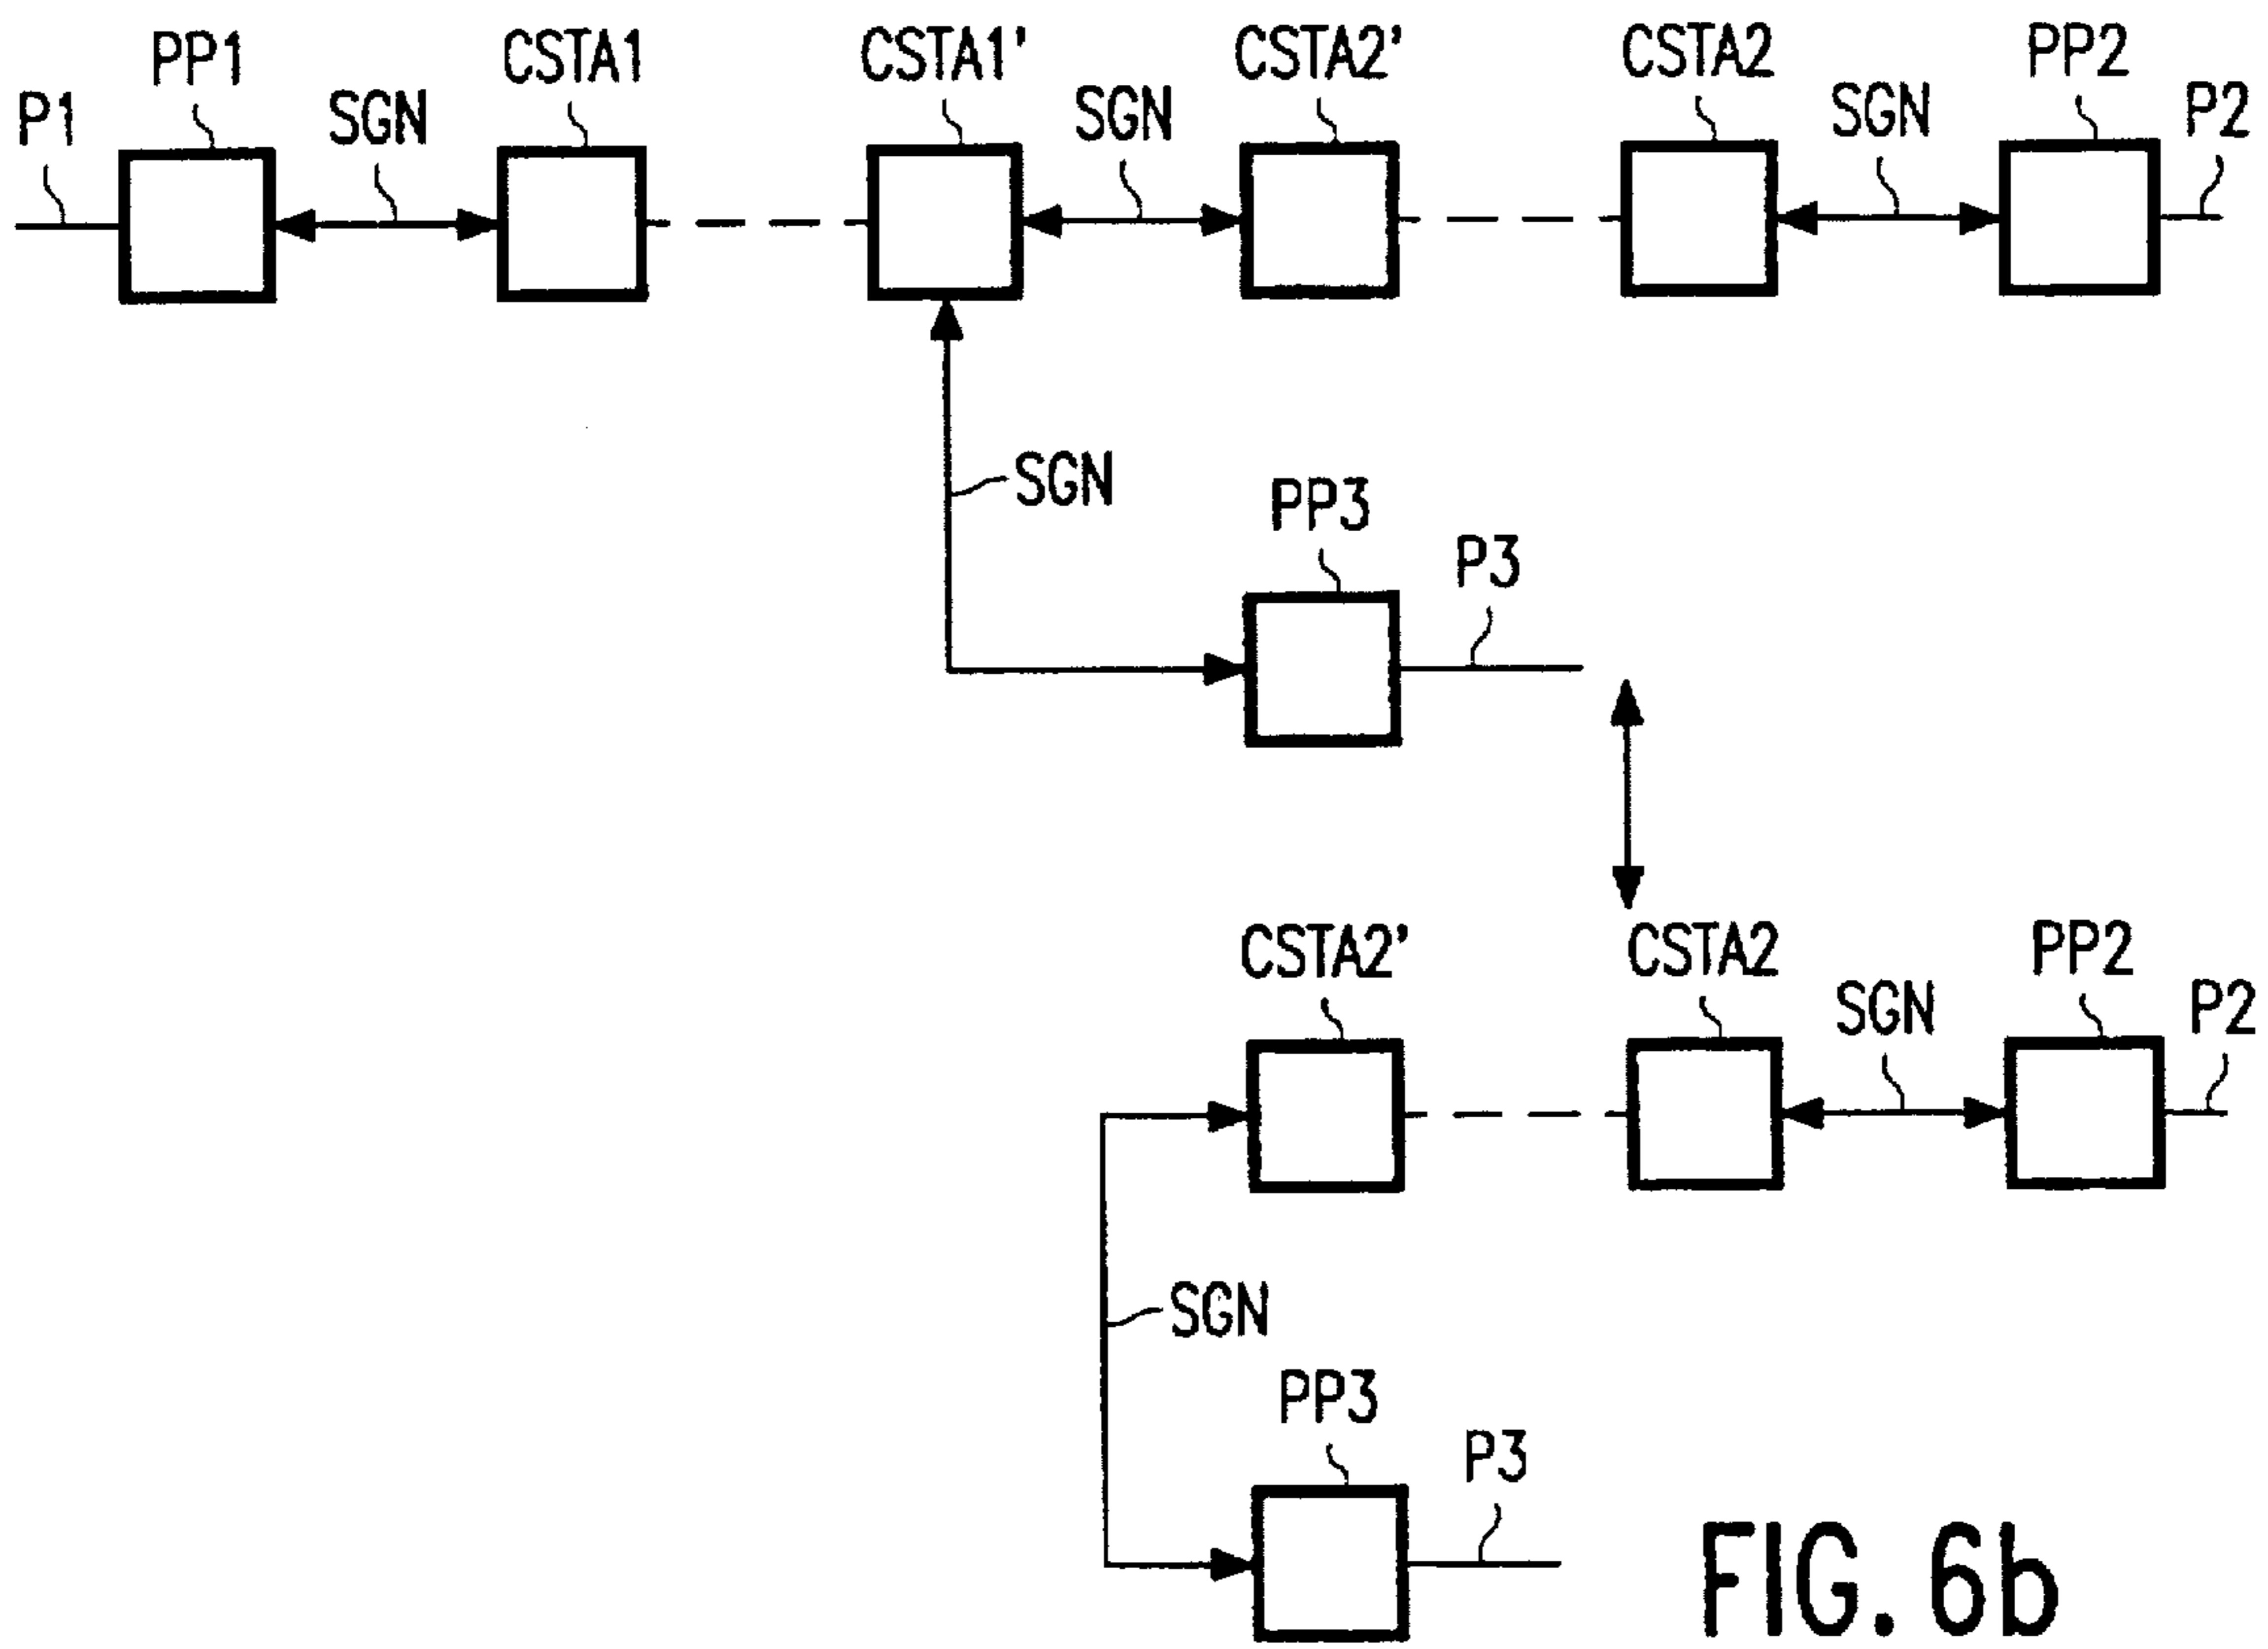 P1 PP1 SGN CSTA1 CSTA1' SGN CSTA2' CSTA2 SGN PP2 P2
SGN PP3 P3
CSTA2' CSTA2 SGN PP2 P2
SGN
PP3 P3
FIG. 6b